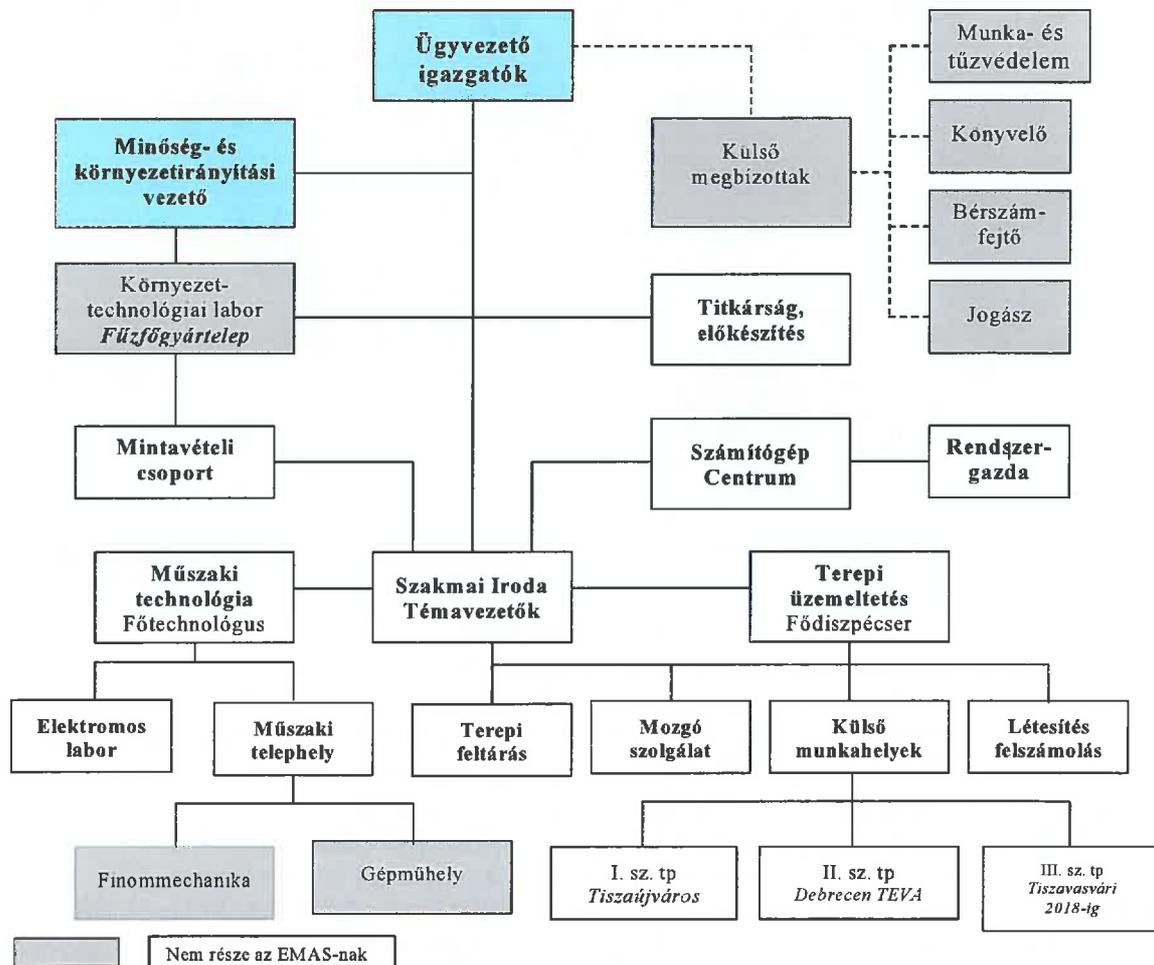 Ügyvezető
igazgatók
Munka- és
tűzvédelem
Minőség- és
környezetirányítási
vezető
Külső
megbízottak
Könyvelő
Bérszám-
fejtő
Környezet-
technológiai labor
Fűzfőgyártelep
Titkárság,
előkészítés
Jogász
Mintavételi
csoport
Számítógép
Centrum
Rendszer-
gazda
Műszaki
technológia
Főtechnológus
Szakmai Iroda
Témavezetők
Terepi
üzemeltetés
Fődiszpécser
Elektromos
labor
Műszaki
telephely
Terepi
feltárás
Mozgó
szolgálat
Külső
munkahelyek
Létesítés
felszámolás
Finommechanika
Gépműhely
I. sz. tp
Tiszaújváros
II. sz. tp
Debrecen TEVA
III. sz. tp
Tiszavasvári
2018-ig
Nem része az EMAS-nak